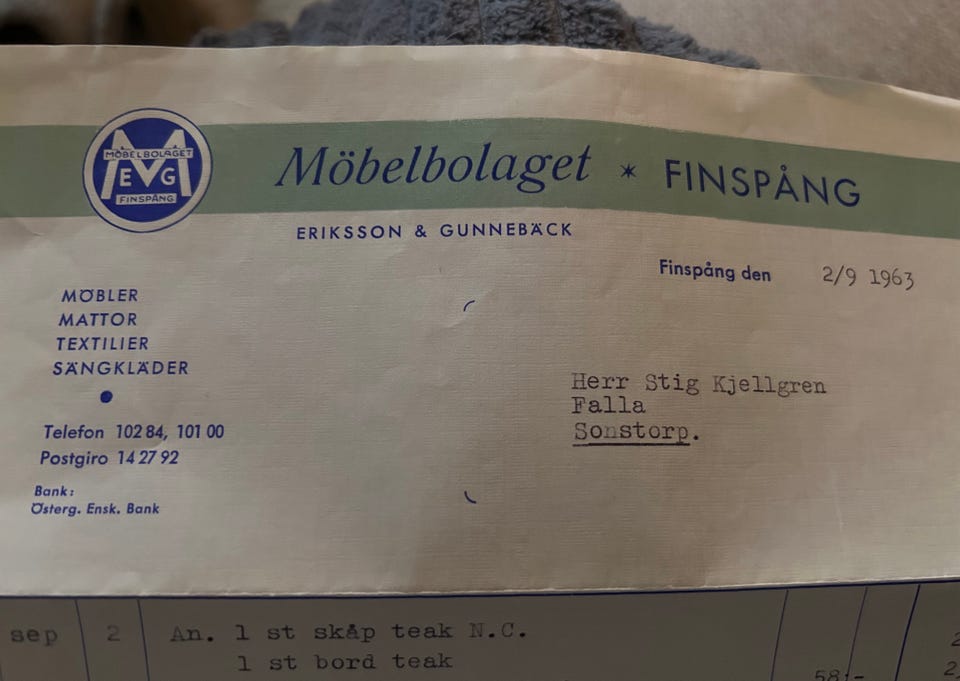 MÖBELBOLAGET
E V G
FINSPÅNG
Möbelbolaget * FINSPÅNG
ERIKSSON & GUNNEBÄCK
Finspång den 2/9 1963
MÖBLER
MATTOR
TEXTILIER
SÄNGKLÄDER
Telefon 102 84, 101 00
Postgiro 14 27 92
Bank:
Österg. Ensk. Bank
Herr Stig Kjellgren
Falla
Sonstorp.
sep 2 An. 1 st skåp teak N.C.
1 st bord teak
58:-